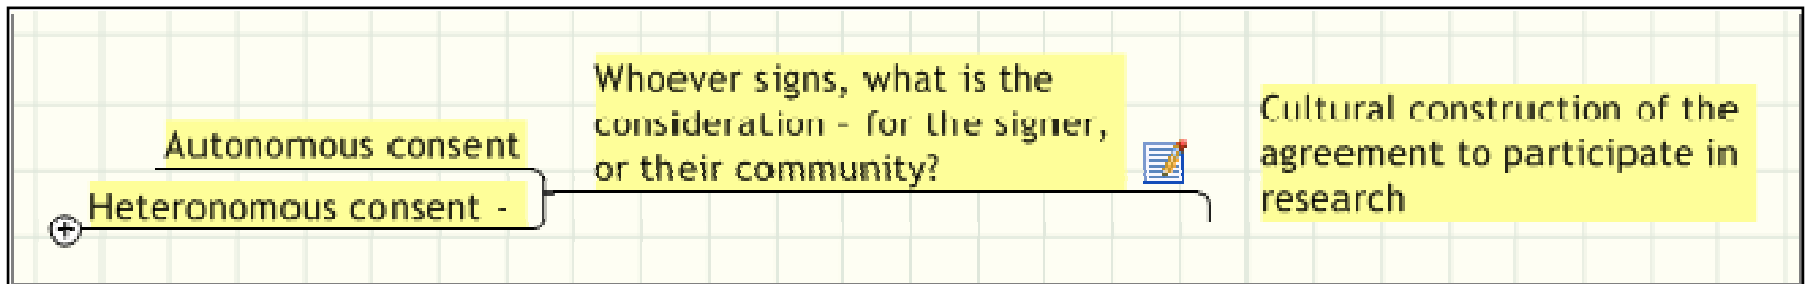 Autonomous consent
Heteronomous consent -
Whoever signs, what is the
consideration - for the signer,
or their community?
Cultural construction of the
agreement to participate in
research